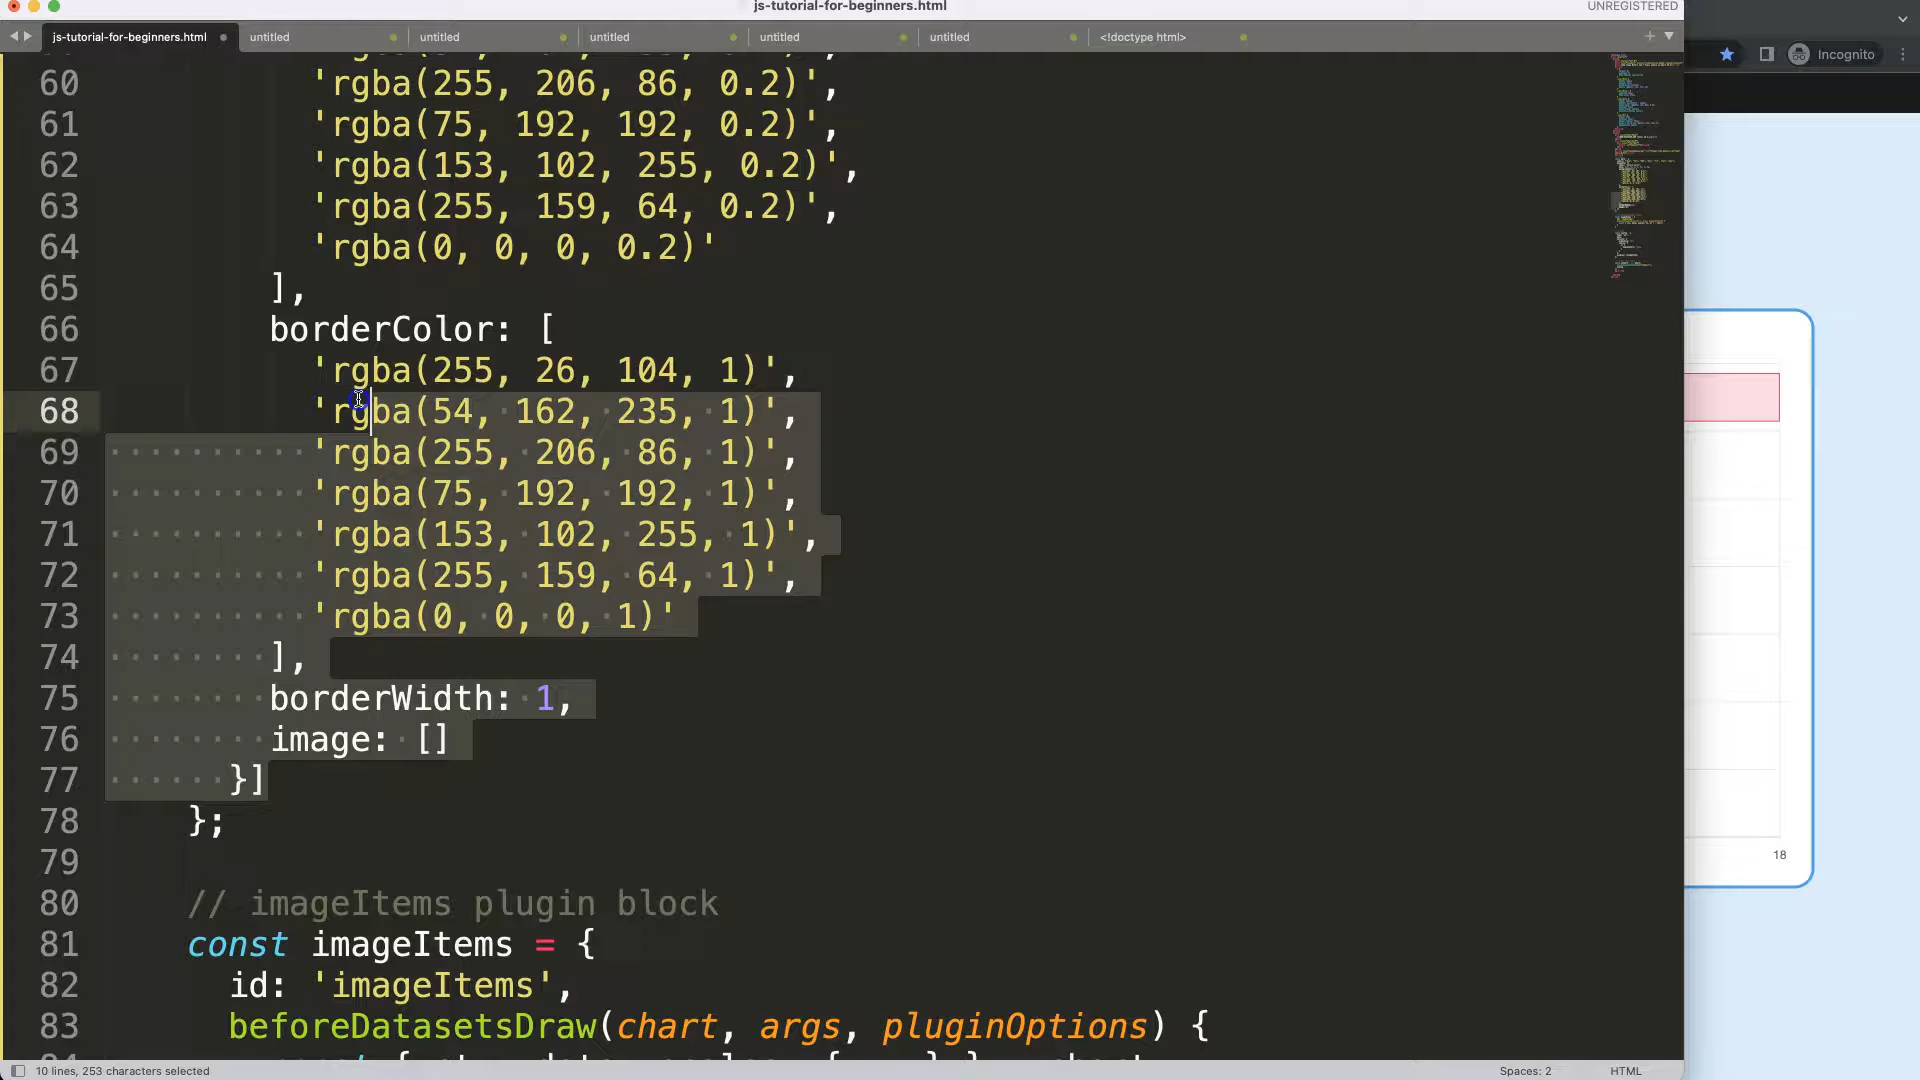 js-tutorial-for-beginners.html
UNREGISTERED
js-tutorial-for-beginners.html
untitled
untitled
untitled
untitled
untitled
<!doctype html>
Incognito
60 'rgba(255, 206, 86, 0.2)',
61 'rgba(75, 192, 192, 0.2)',
62 'rgba(153, 102, 255, 0.2)',
63 'rgba(255, 159, 64, 0.2)',
64 'rgba(0, 0, 0, 0.2)'
65 ],
66 borderColor: [
67 'rgba(255, 26, 104, 1)',
68 'rgba(54, 162, 235, 1)',
69 'rgba(255, 206, 86, 1)',
70 'rgba(75, 192, 192, 1)',
71 'rgba(153, 102, 255, 1)',
72 'rgba(255, 159, 64, 1)',
73 'rgba(0, 0, 0, 1)'
74 ],
75 borderWidth: 1,
76 image: []
77 }]
78 };
79
80 // imageItems plugin block
81 const imageItems = {
82 id: 'imageItems',
83 beforeDatasetsDraw(chart, args, pluginOptions) {
18
10 lines, 253 characters selected
Spaces: 2
HTML